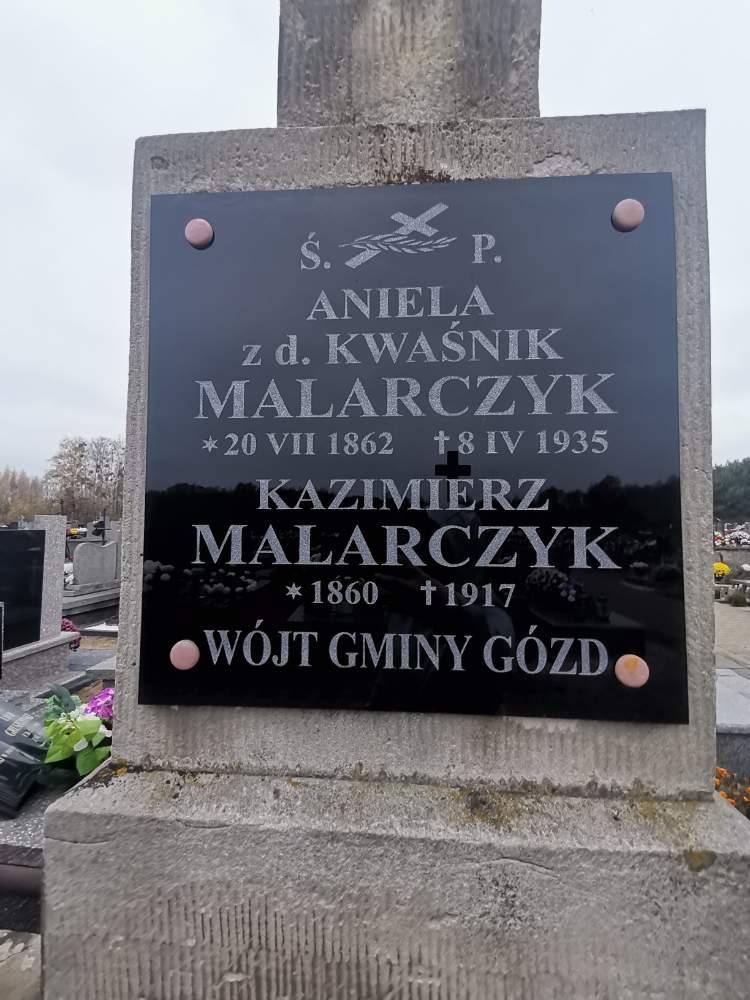 Ś. P.
ANIELA
z d. KWAŚNIK
MALARCZYK
✶20 VII 1862 †8 IV 1935
KAZIMIERZ
MALARCZYK
✶1860 †1917
WÓJT GMINY GÓZD